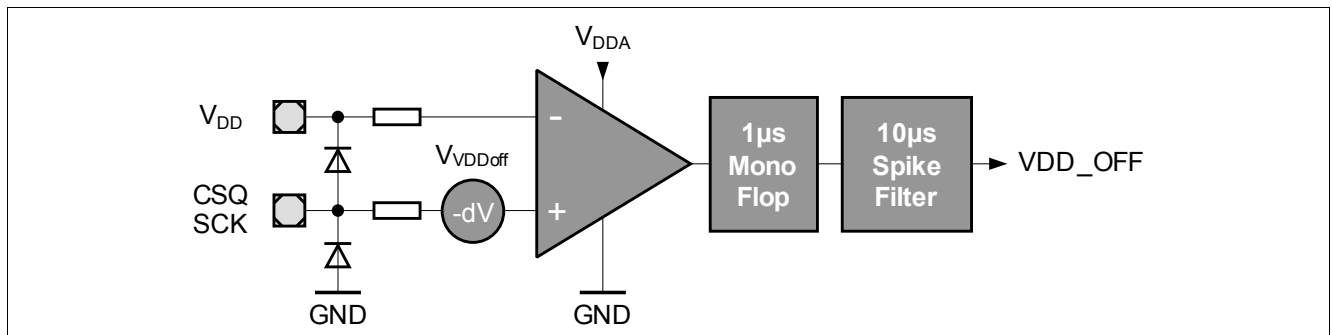 VDDA
VDD
-
VVDDoff
CSQ
SCK
-dV
+
1µs
Mono
Flop
10µs
Spike
Filter
VDD_OFF
GND
GND